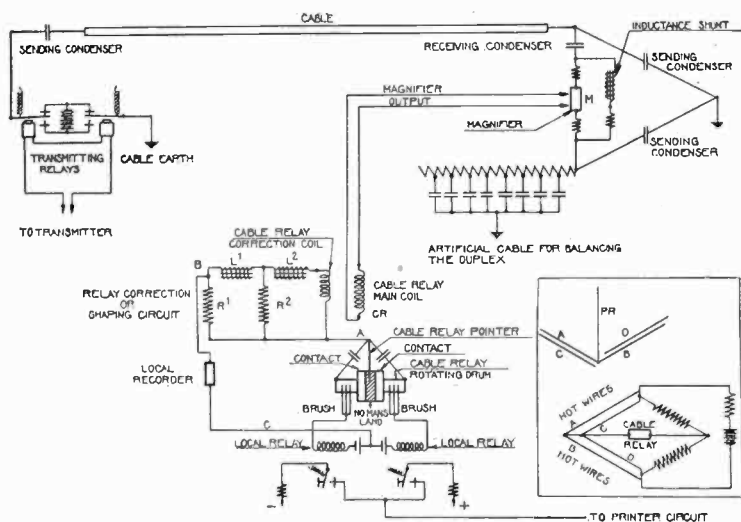 CABLE
SENDING CONDENSER
RECEIVING CONDENSER
INDUCTANCE SHUNT
SENDING
CONDENSER
MAGNIFIER
OUTPUT
M
MAGNIFIER
SENDING
CONDENSER
TRANSMITTING
RELAYS
CABLE EARTH
TO TRANSMITTER
ARTIFICIAL CABLE FOR BALANCING
THE DUPLEX
CABLE RELAY
CORRECTION COIL
B
L1
L2
CABLE RELAY
MAIN COIL
CR
RELAY CORRECTION
OR
SHAPING CIRCUIT
R1
R2
A
CABLE RELAY POINTER
CONTACT
CONTACT
CABLE RELAY
ROTATING DRUM
LOCAL
RECORDER
BRUSH
NO MANS
LAND
BRUSH
C
LOCAL RELAY
LOCAL RELAY
- H +
H +
+
TO PRINTER CIRCUIT
PR
A
C
D
B
HOT WIRES
A
C
CABLE
RELAY
B
D
HOT WIRES